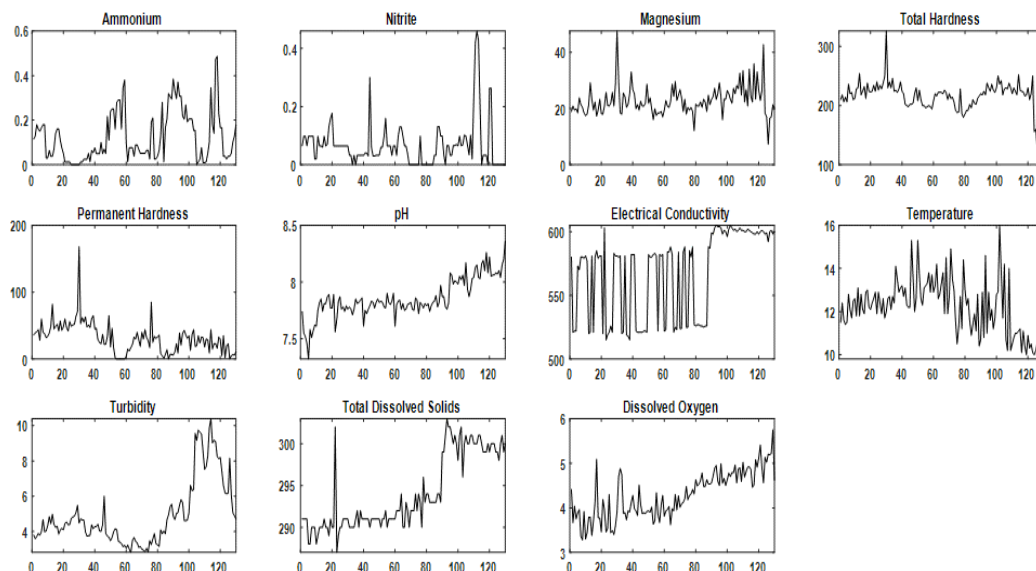 Ammonium
0.6
0.4
0.2
0
0 20 40 60 80 100 120
Nitrite
0.4
0.2
0
0 20 40 60 80 100 120
Magnesium
40
20
0
0 20 40 60 80 100 120
Total Hardness
300
200
100
0 20 40 60 80 100 120
Permanent Hardness
200
100
0
0 20 40 60 80 100 120
pH
8.5
8
7.5
0 20 40 60 80 100 120
Electrical Conductivity
600
550
500
0 20 40 60 80 100 120
Temperature
16
14
12
10
0 20 40 60 80 100 120
Turbidity
10
8
6
4
0 20 40 60 80 100 120
Total Dissolved Solids
300
295
290
0 20 40 60 80 100 120
Dissolved Oxygen
6
5
4
3
0 20 40 60 80 100 120